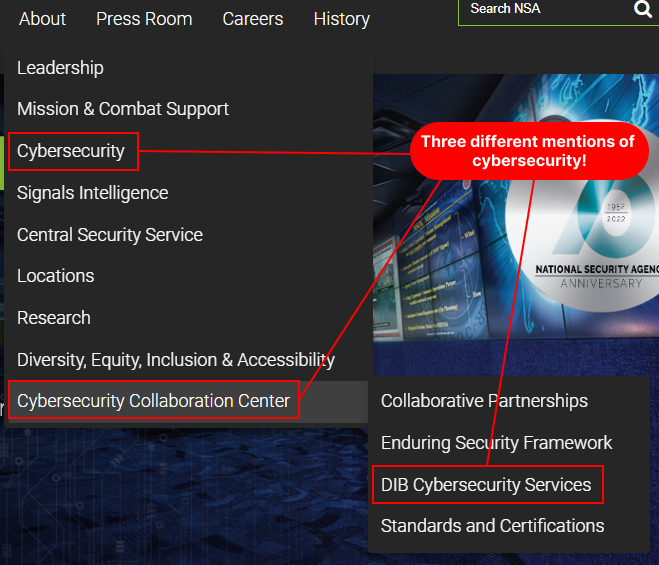 About Press Room Careers History Search NSA
Leadership
Mission & Combat Support
Cybersecurity
Three different mentions of
cybersecurity!
Signals Intelligence
Central Security Service
Locations
Research
Diversity, Equity, Inclusion & Accessibility
Cybersecurity Collaboration Center
1952
2022
NATIONAL SECURITY AGENC
ANNIVERSARY
Collaborative Partnerships
Enduring Security Framework
DIB Cybersecurity Services
Standards and Certifications